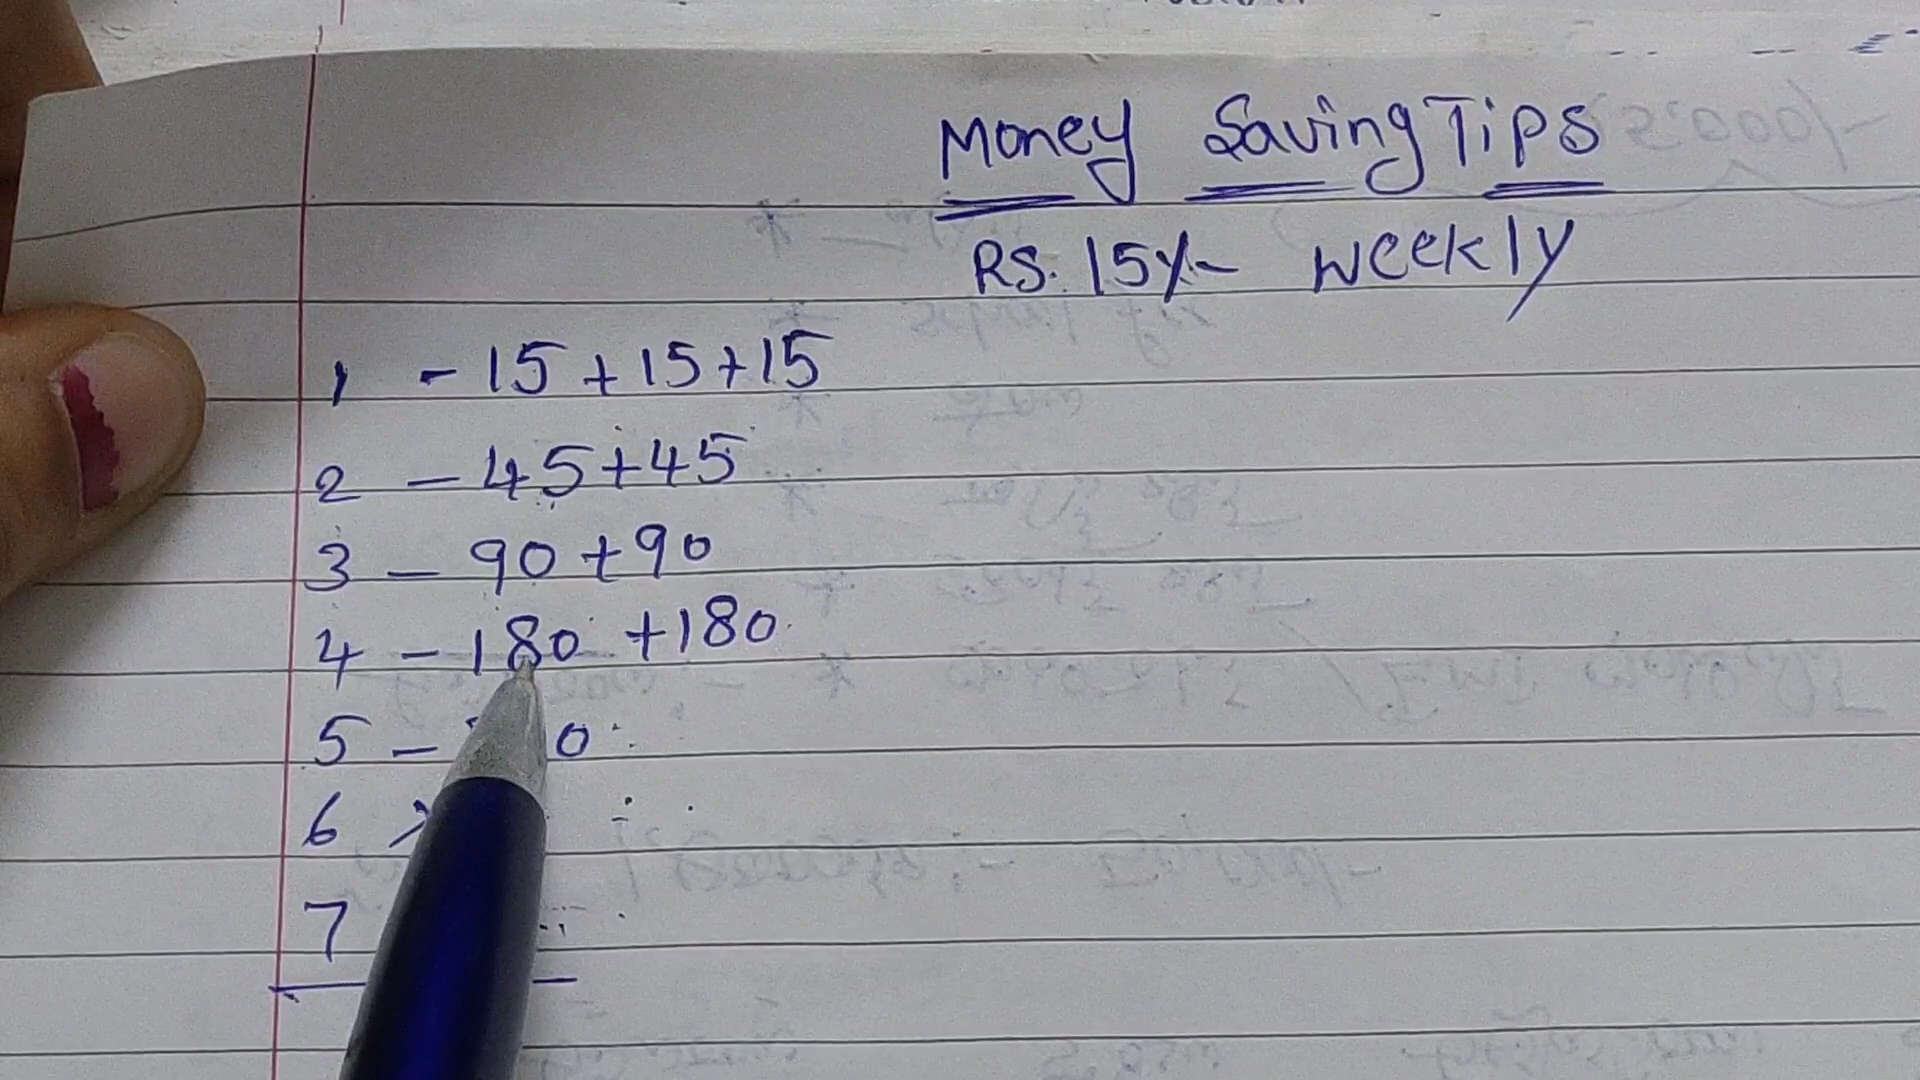 Money Saving Tips
RS. 15/- weekly
1 - 15+15+15
2 - 45+45
3 - 90+90
4 - 180 +180
5 -
6
7